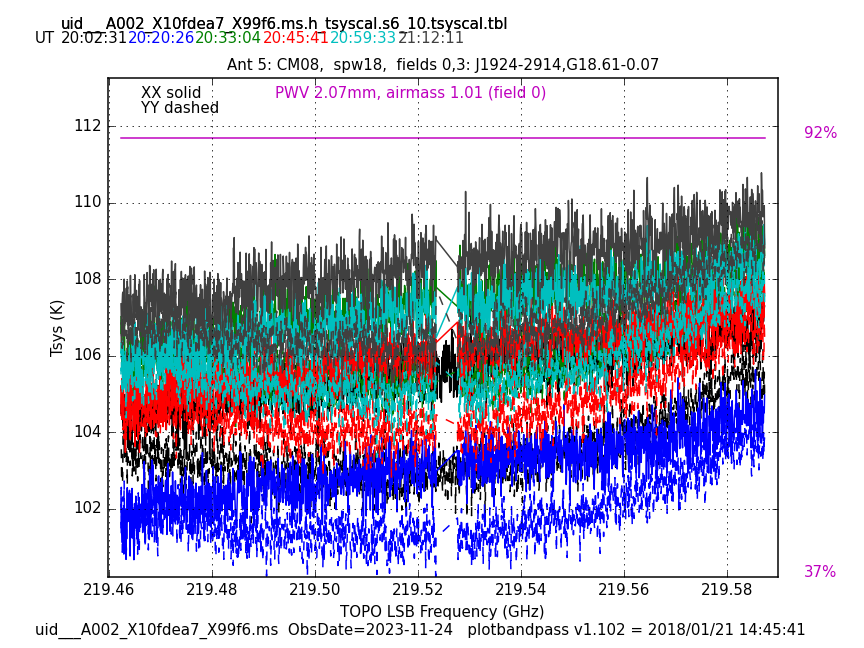 uid___A002_X10fdea7_X99f6.ms.h_tsyscal.s6_10.tsyscal.tbl
UT 20:02:31 20:20:26 20:33:04 20:45:41 20:59:33 21:12:11
Ant 5: CM08, spw18, fields 0,3: J1924-2914,G18.61-0.07
XX solid PWV 2.07mm, airmass 1.01 (field 0)
YY dashed
112
92%
110
108
Tsys (K)
106
104
102
37%
219.46 219.48 219.50 219.52 219.54 219.56 219.58
TOPO LSB Frequency (GHz)
uid___A002_X10fdea7_X99f6.ms ObsDate=2023-11-24 plotbandpass v1.102 = 2018/01/21 14:45:41